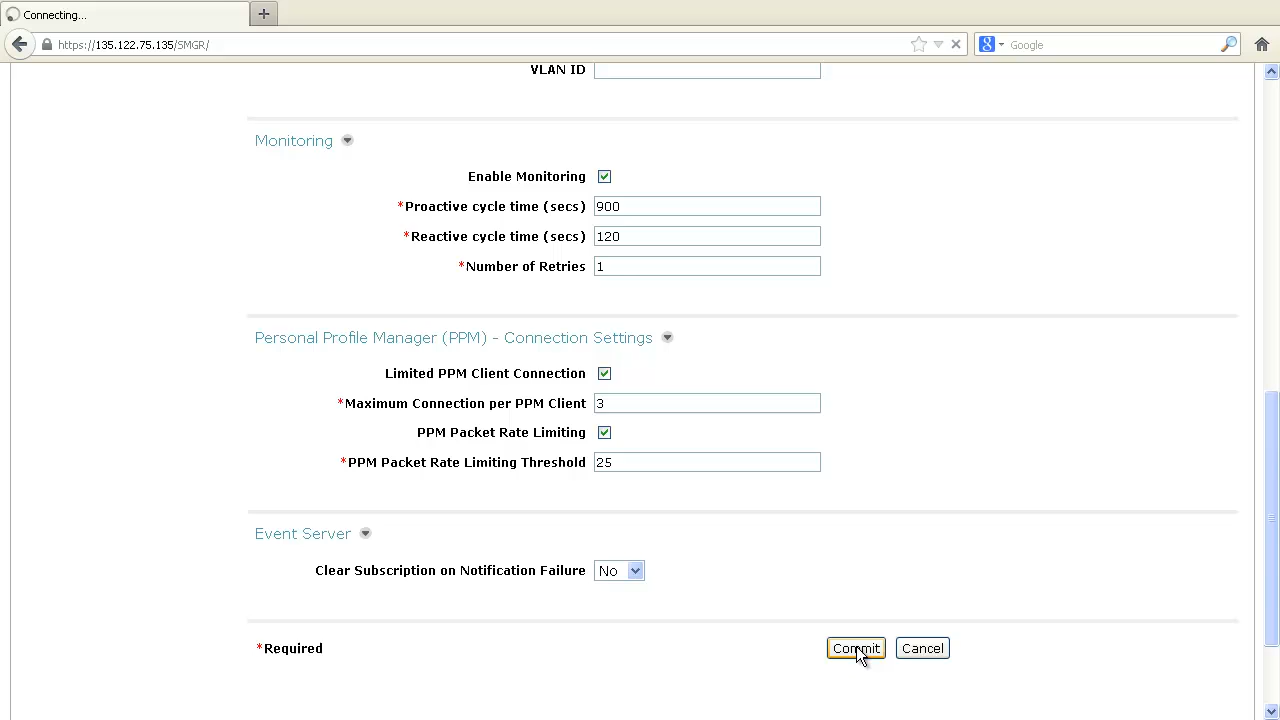 Connecting...
https://135.122.75.135/SMGR/
Google
VLAN ID
Monitoring
Enable Monitoring
*Proactive cycle time (secs) 900
*Reactive cycle time (secs) 120
*Number of Retries 1
Personal Profile Manager (PPM) - Connection Settings
Limited PPM Client Connection
*Maximum Connection per PPM Client 3
PPM Packet Rate Limiting
*PPM Packet Rate Limiting Threshold 25
Event Server
Clear Subscription on Notification Failure No
*Required Commit Cancel